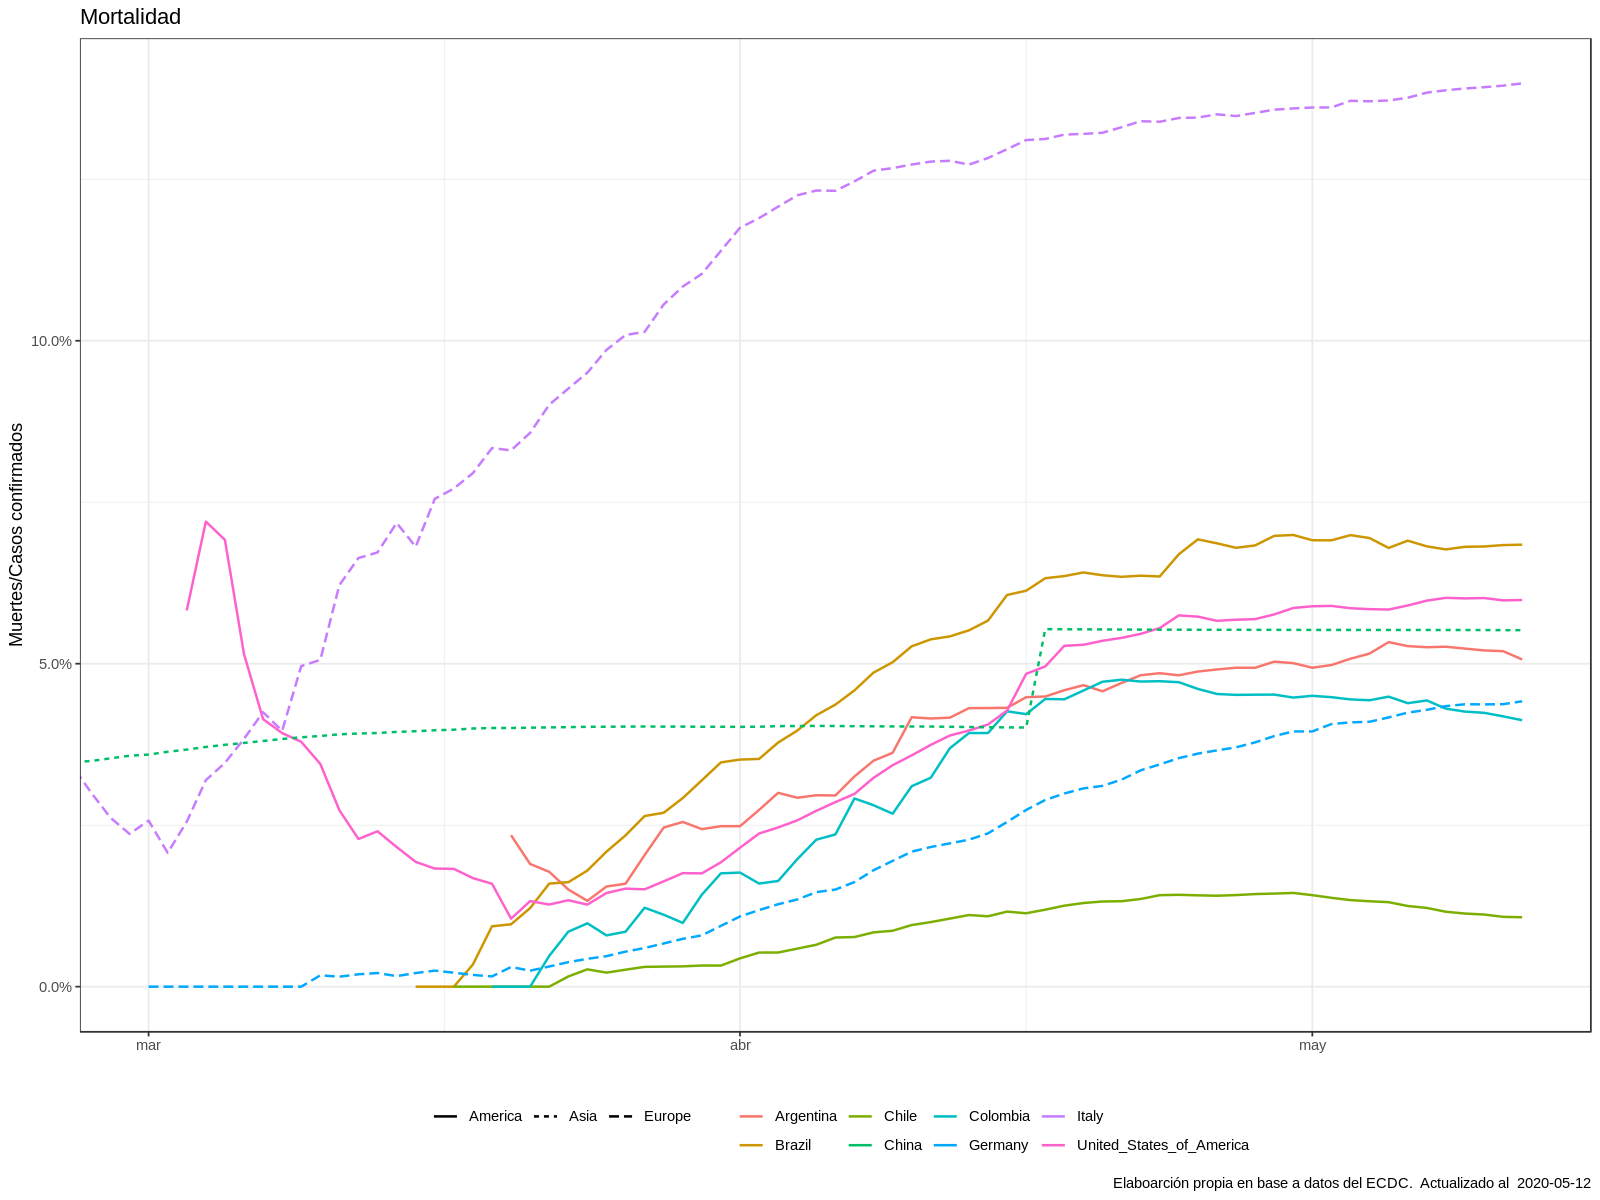 Mortalidad
Muertes/Casos confirmados
10.0%
5.0%
0.0%
mar abr may
America Asia Europe Argentina Chile Colombia Italy
Brazil China Germany United_States_of_America
Elaboarción propia en base a datos del ECDC.  Actualizado al  2020-05-12